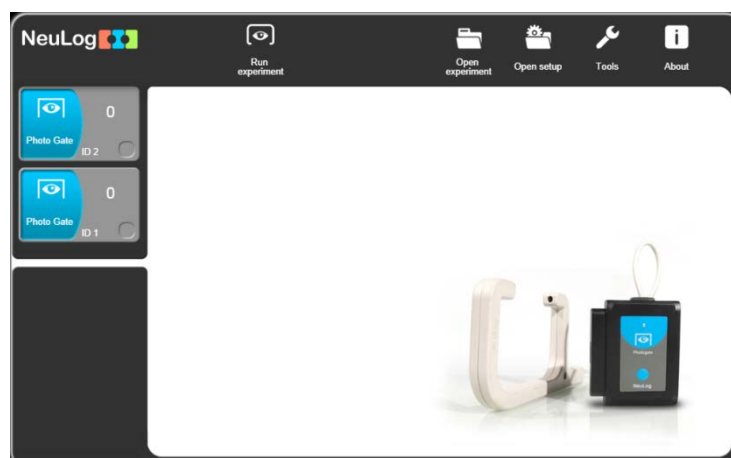 NeuLog
Run
experiment
Open
experiment
Open setup
Tools
About
Photo Gate
0
ID 2
Photo Gate
0
ID 1
Photogate
NeuLog